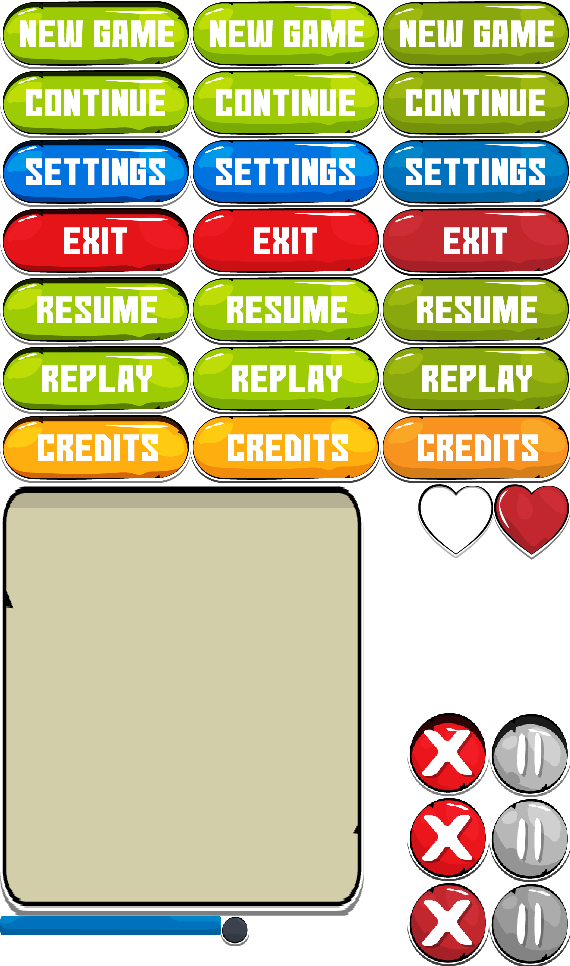 NEW GAME NEW GAME NEW GAME
CONTINUE CONTINUE CONTINUE
SETTINGS SETTINGS SETTINGS
EXIT EXIT EXIT
RESUME RESUME RESUME
REPLAY REPLAY REPLAY
CREDITS CREDITS CREDITS